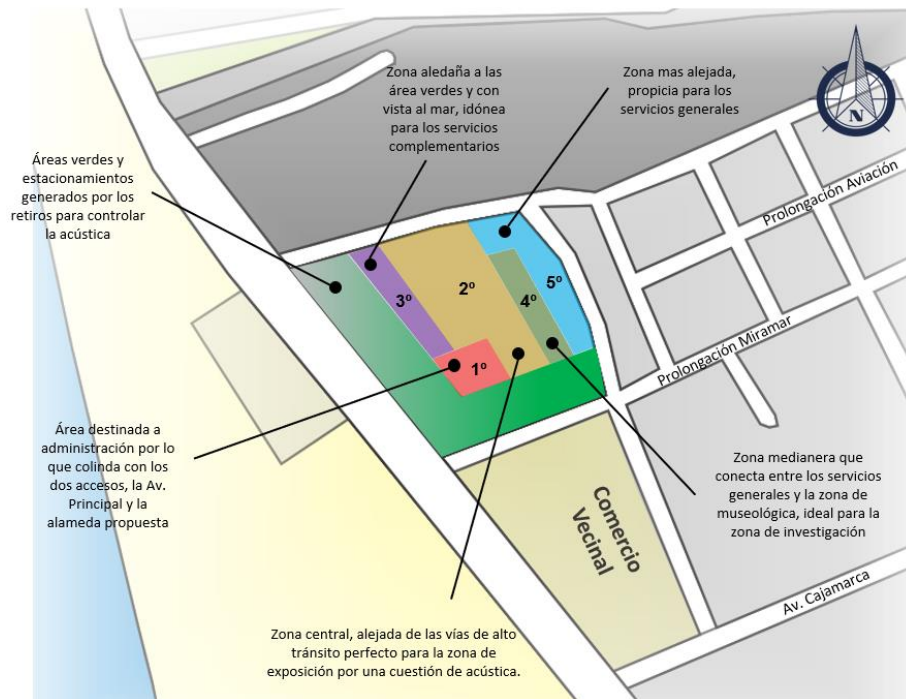 Zona aledaña a las
área verdes y con
vista al mar, idónea
para los servicios
complementarios
Zona mas alejada,
propicia para los
servicios generales
N
Áreas verdes y
estacionamientos
generados por los
retiros para controlar
la acústica
Prolongación Aviación
3º
2º
4º
5º
1º
Prolongación Miramar
Área destinada a
administración por lo
que colinda con los
dos accesos, la Av.
Principal y la
alameda propuesta
Zona medianera que
conecta entre los servicios
generales y la zona de
museológica, ideal para la
zona de investigación
Comercio
Vecinal
Av. Cajamarca
Zona central, alejada de las vías de alto
tránsito perfecto para la zona de
exposición por una cuestión de acústica.